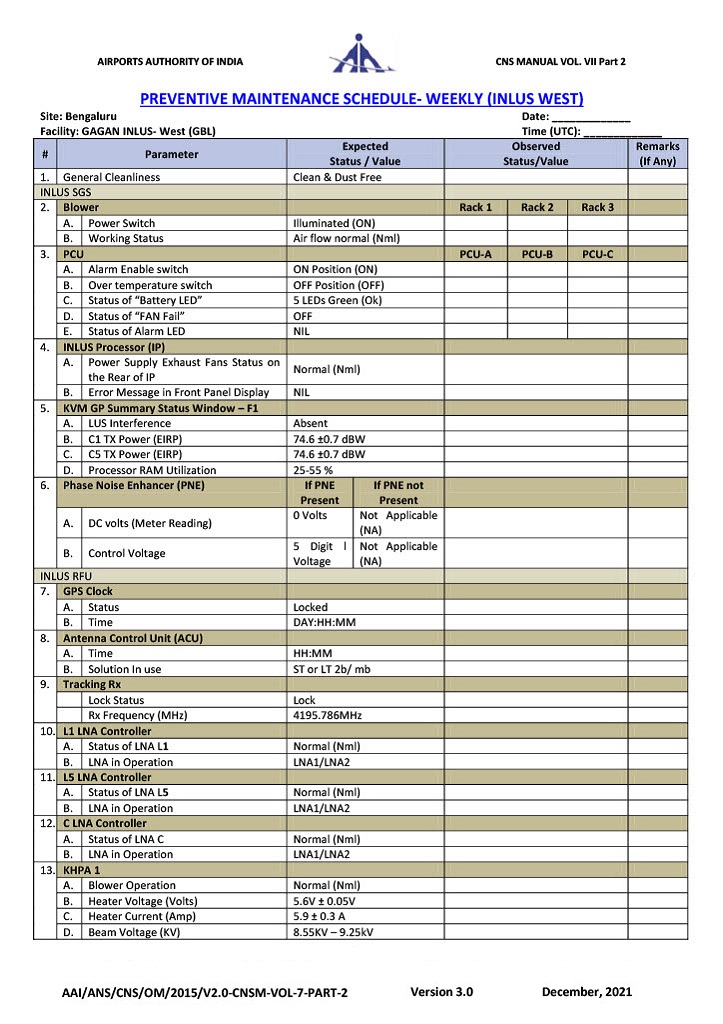 AIRPORTS AUTHORITY OF INDIA
CNS MANUAL VOL. VII Part 2
PREVENTIVE MAINTENANCE SCHEDULE- WEEKLY (INLUS WEST)
Site: Bengaluru
Date: _____________
Facility: GAGAN INLUS- West (GBL)
Time (UTC): _____________
# Parameter Expected Status / Value Observed Status/Value Remarks (If Any)
1. General Cleanliness Clean & Dust Free
INLUS SGS
2. Blower Rack 1 Rack 2 Rack 3
A. Power Switch Illuminated (ON)
B. Working Status Air flow normal (Nml)
3. PCU PCU-A PCU-B PCU-C
A. Alarm Enable switch ON Position (ON)
B. Over temperature switch OFF Position (OFF)
C. Status of “Battery LED” 5 LEDs Green (Ok)
D. Status of “FAN Fail” OFF
E. Status of Alarm LED NIL
4. INLUS Processor (IP)
A. Power Supply Exhaust Fans Status on the Rear of IP Normal (Nml)
B. Error Message in Front Panel Display NIL
5. KVM GP Summary Status Window – F1
A. LUS Interference Absent
B. C1 TX Power (EIRP) 74.6 ±0.7 dBW
C. C5 TX Power (EIRP) 74.6 ±0.7 dBW
D. Processor RAM Utilization 25-55 %
6. Phase Noise Enhancer (PNE) If PNE Present If PNE not Present
A. DC volts (Meter Reading) 0 Volts Not Applicable (NA)
B. Control Voltage 5 Digit l Voltage Not Applicable (NA)
INLUS RFU
7. GPS Clock
A. Status Locked
B. Time DAY:HH:MM
8. Antenna Control Unit (ACU)
A. Time HH:MM
B. Solution In use ST or LT 2b/ mb
9. Tracking Rx
Lock Status Lock
Rx Frequency (MHz) 4195.786MHz
10. L1 LNA Controller
A. Status of LNA L1 Normal (Nml)
B. LNA in Operation LNA1/LNA2
11. L5 LNA Controller
A. Status of LNA L5 Normal (Nml)
B. LNA in Operation LNA1/LNA2
12. C LNA Controller
A. Status of LNA C Normal (Nml)
B. LNA in Operation LNA1/LNA2
13. KHPA 1
A. Blower Operation Normal (Nml)
B. Heater Voltage (Volts) 5.6V ± 0.05V
C. Heater Current (Amp) 5.9 ± 0.3 A
D. Beam Voltage (KV) 8.55KV – 9.25kV
AAI/ANS/CNS/OM/2015/V2.0-CNSM-VOL-7-PART-2
Version 3.0
December, 2021